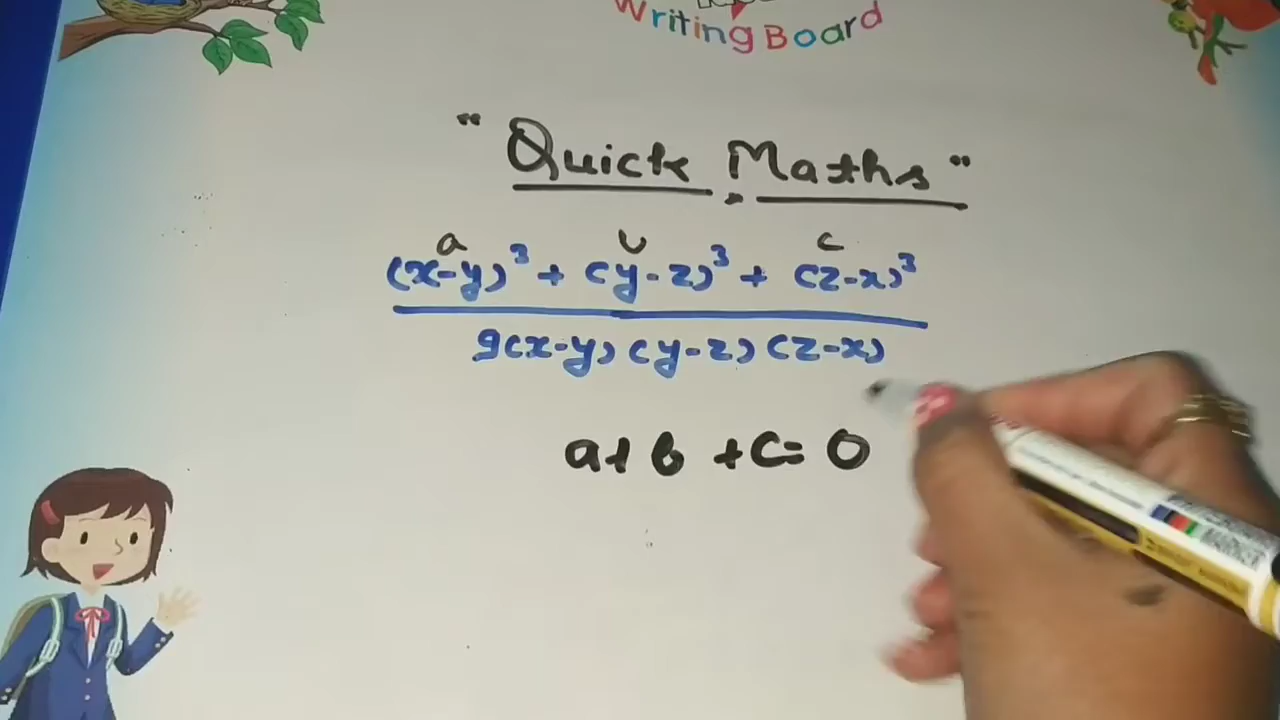 Writing Board
" Quick Maths "
a b c
(x-y)³ + (y-z)³ + (z-x)³
9(x-y) (y-z) (z-x)
a+ b +c= 0